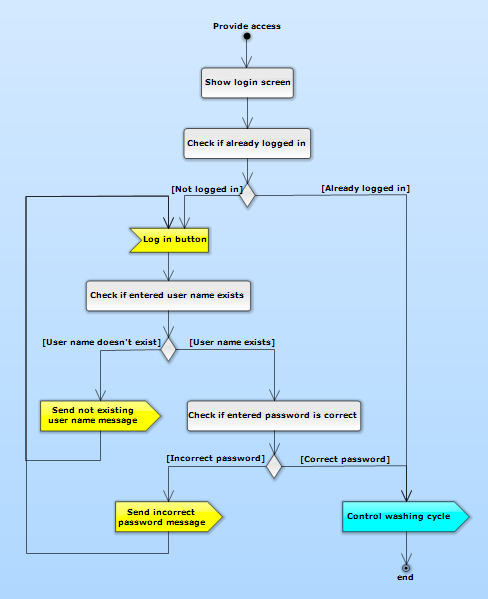 Provide access
Show login screen
Check if already logged in
[Not logged in]
[Already logged in]
Log in button
Check if entered user name exists
[User name doesn't exist]
[User name exists]
Send not existing
user name message
Check if entered password is correct
[Incorrect password]
[Correct password]
Send incorrect
password message
Control washing cycle
end